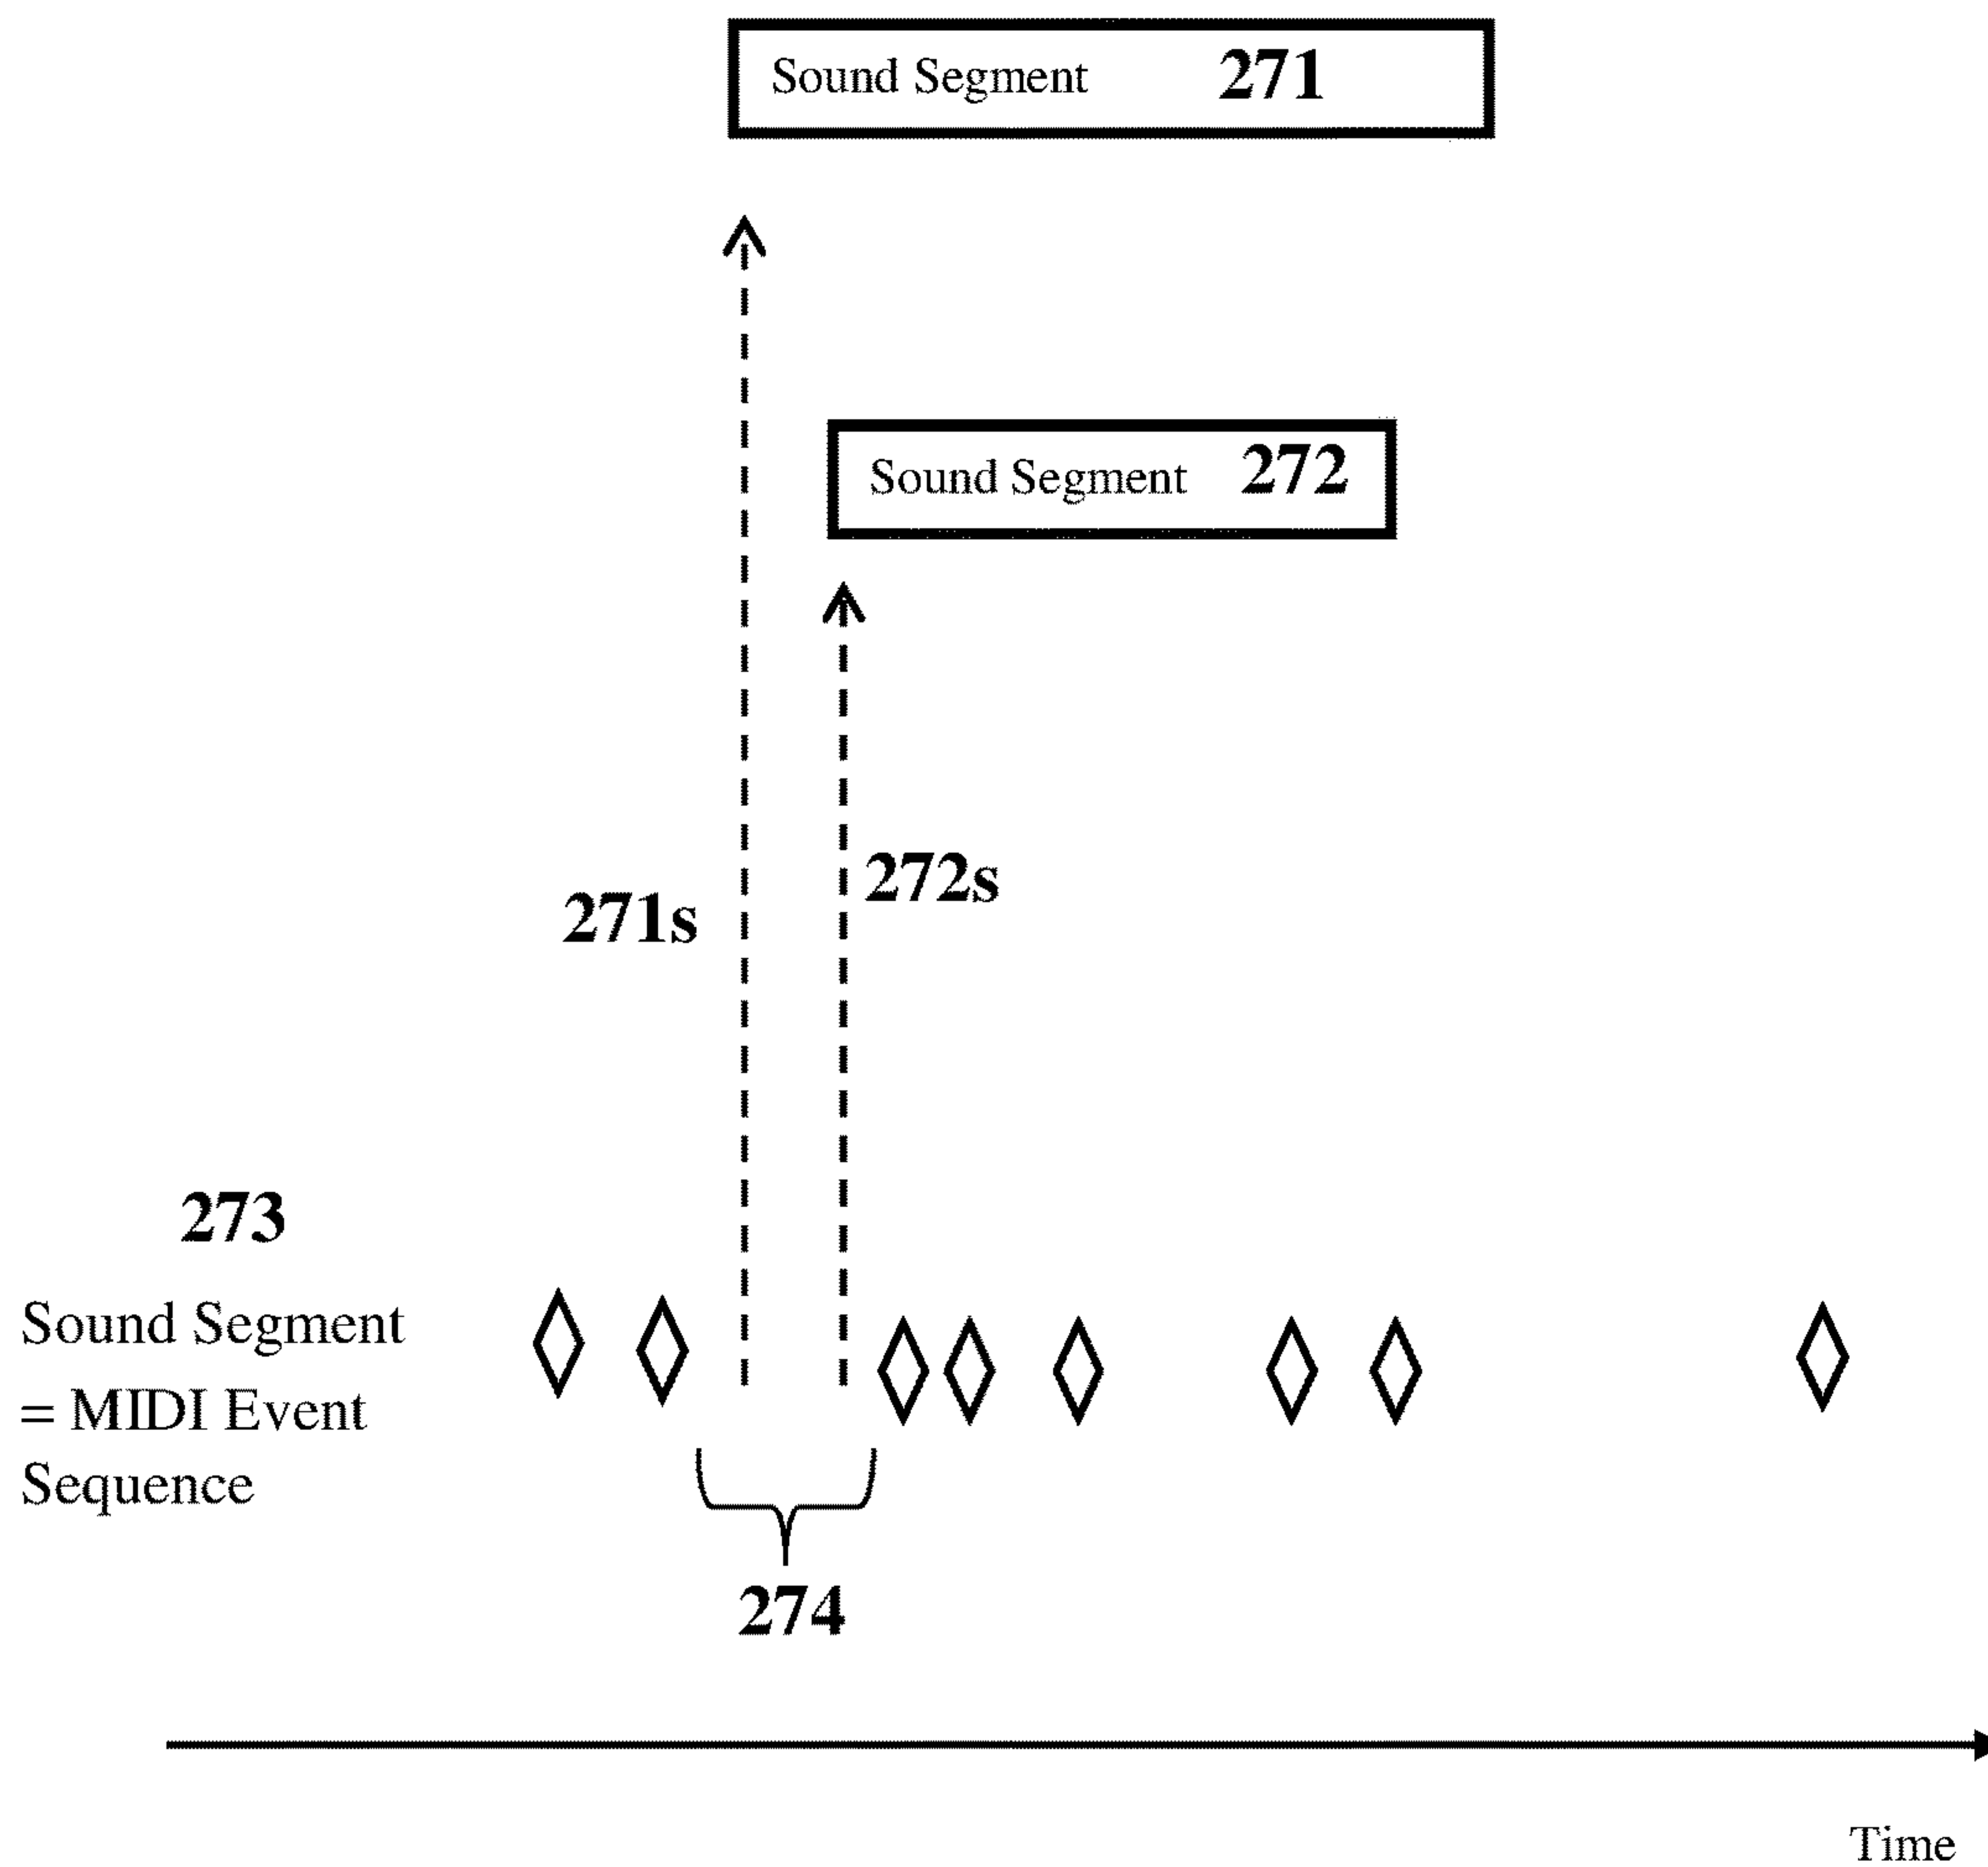 Sound Segment 271
Sound Segment 272
272s
271s
273
Sound Segment
= MIDI Event
Sequence
274
Time